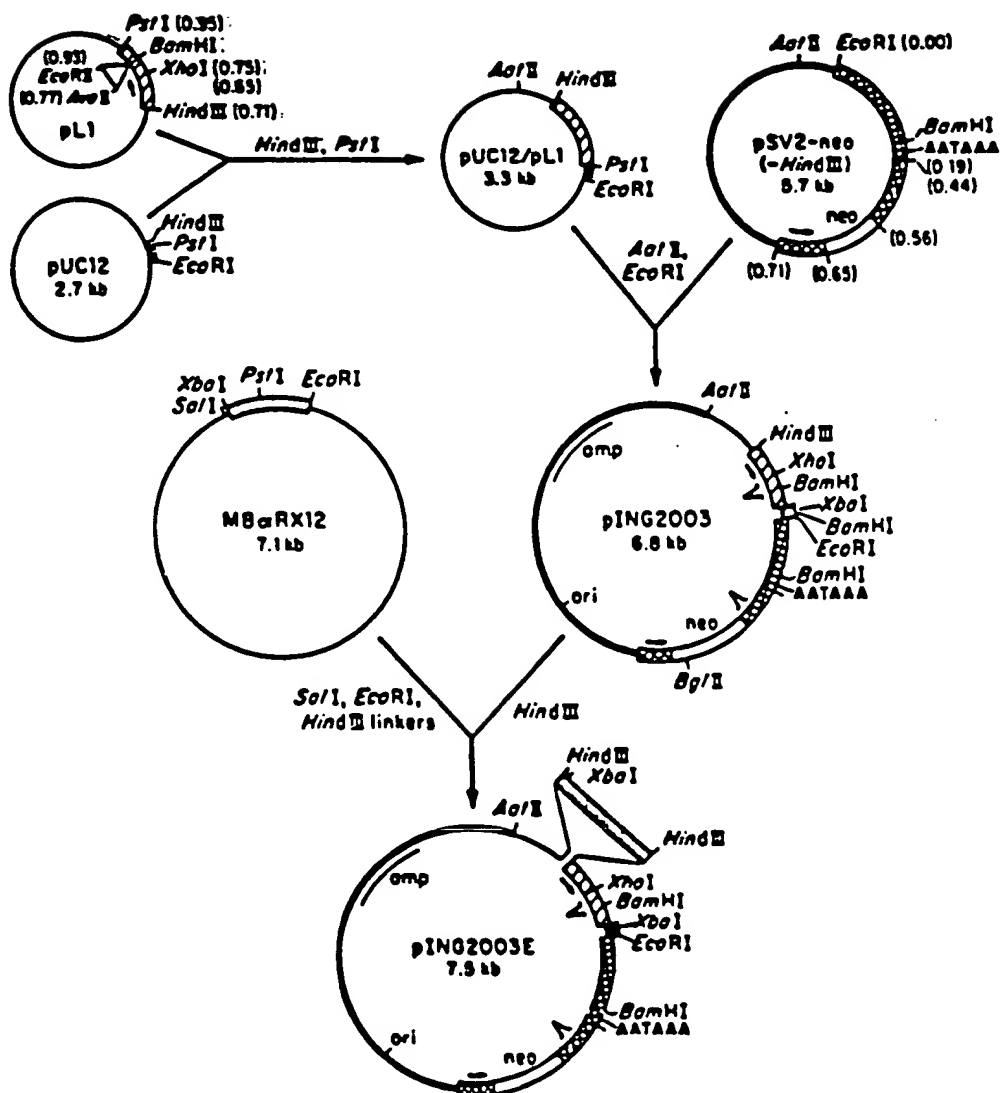 PstI (0.95)
BamHI
(0.93)
EcoRII
XhoI (0.75)
(0.65)
(0.77) AvaII
HindIII (0.71)
pL1
HindIII, PstI
pUC12
2.7 kb
HindIII
PstI
EcoRI
AatII
HindIII
pUC12/pL1
3.3 kb
PstI
EcoRI
AatII
EcoRI (0.00)
pSV2-neo
(-HindIII)
5.7 kb
BamHI
AATAAA
(0.19)
(0.44)
neo
(0.56)
(0.71)
(0.65)
AatII,
EcoRI
XbaI
PstI
EcoRI
SalI
M8αRX12
7.1 kb
AatII
HindIII
amp
XhoI
BamHI
XbaI
pING2003
6.8 kb
BamHI
EcoRI
BamHI
AATAAA
ori
neo
BglII
SalI, EcoRI,
HindIII linkers
HindIII
HindIII
XbaI
AatII
HindIII
amp
XhoI
BamHI
XbaI
EcoRI
pING2003E
7.5 kb
BamHI
AATAAA
ori
neo